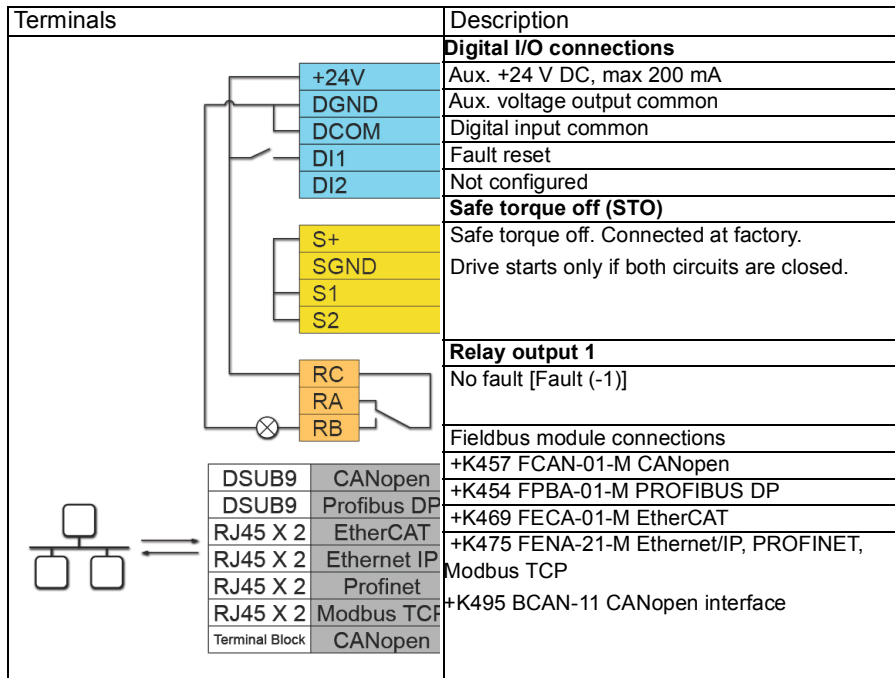 Terminals Description
Digital I/O connections
+24V Aux. +24 V DC, max 200 mA
DGND Aux. voltage output common
DCOM Digital input common
DI1 Fault reset
DI2 Not configured
Safe torque off (STO)
S+ Safe torque off. Connected at factory.
SGND Drive starts only if both circuits are closed.
S1
S2
Relay output 1
RC No fault [Fault (-1)]
RA
RB
Fieldbus module connections
DSUB9 CANopen +K457 FCAN-01-M CANopen
DSUB9 Profibus DP +K454 FPBA-01-M PROFIBUS DP
RJ45 X 2 EtherCAT +K469 FECA-01-M EtherCAT
RJ45 X 2 Ethernet IP +K475 FENA-21-M Ethernet/IP, PROFINET,
RJ45 X 2 Profinet Modbus TCP
RJ45 X 2 Modbus TCP +K495 BCAN-11 CANopen interface
Terminal Block CANopen